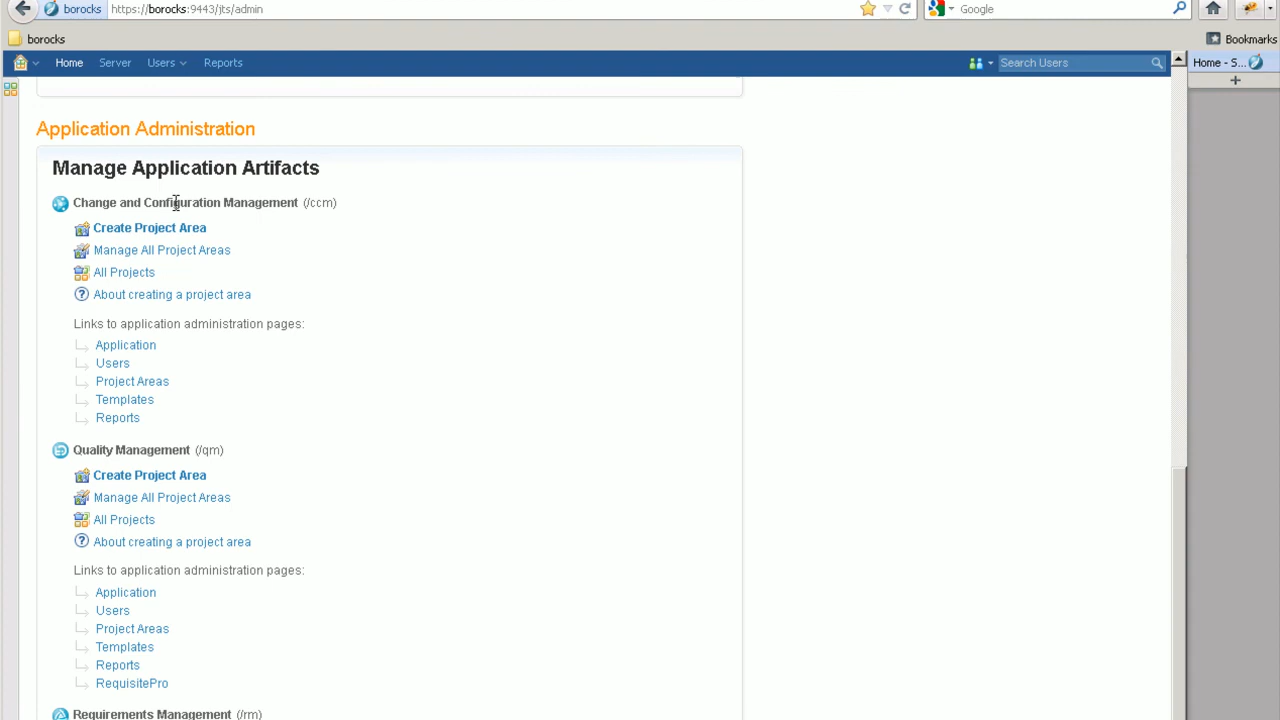 borocks https://borocks:9443/jts/admin Google
borocks Bookmarks
Home Server Users Reports Search Users Home - S...
Application Administration
Manage Application Artifacts
Change and Configuration Management (/ccm)
Create Project Area
Manage All Project Areas
All Projects
About creating a project area
Links to application administration pages:
Application
Users
Project Areas
Templates
Reports
Quality Management (/qm)
Create Project Area
Manage All Project Areas
All Projects
About creating a project area
Links to application administration pages:
Application
Users
Project Areas
Templates
Reports
RequisitePro
Requirements Management (/rm)